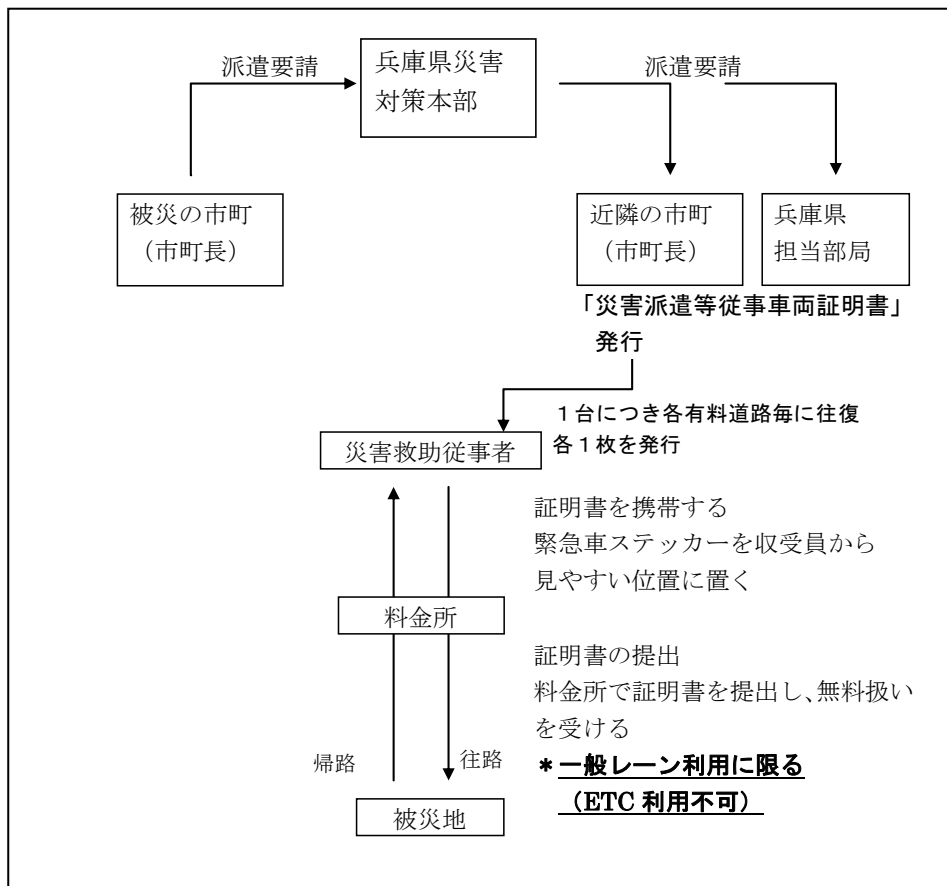 派遣要請
兵庫県災害
対策本部
派遣要請
被災の市町
（市町長）
近隣の市町
（市町長）
兵庫県
担当部局
「災害派遣等従事車両証明書」
発行
１台につき各有料道路毎に往復
各１枚を発行
災害救助従事者
証明書を携帯する
緊急車ステッカーを収受員から
見やすい位置に置く
料金所
証明書の提出
料金所で証明書を提出し、無料扱い
を受ける
＊一般レーン利用に限る
（ETC 利用不可）
帰路
往路
被災地